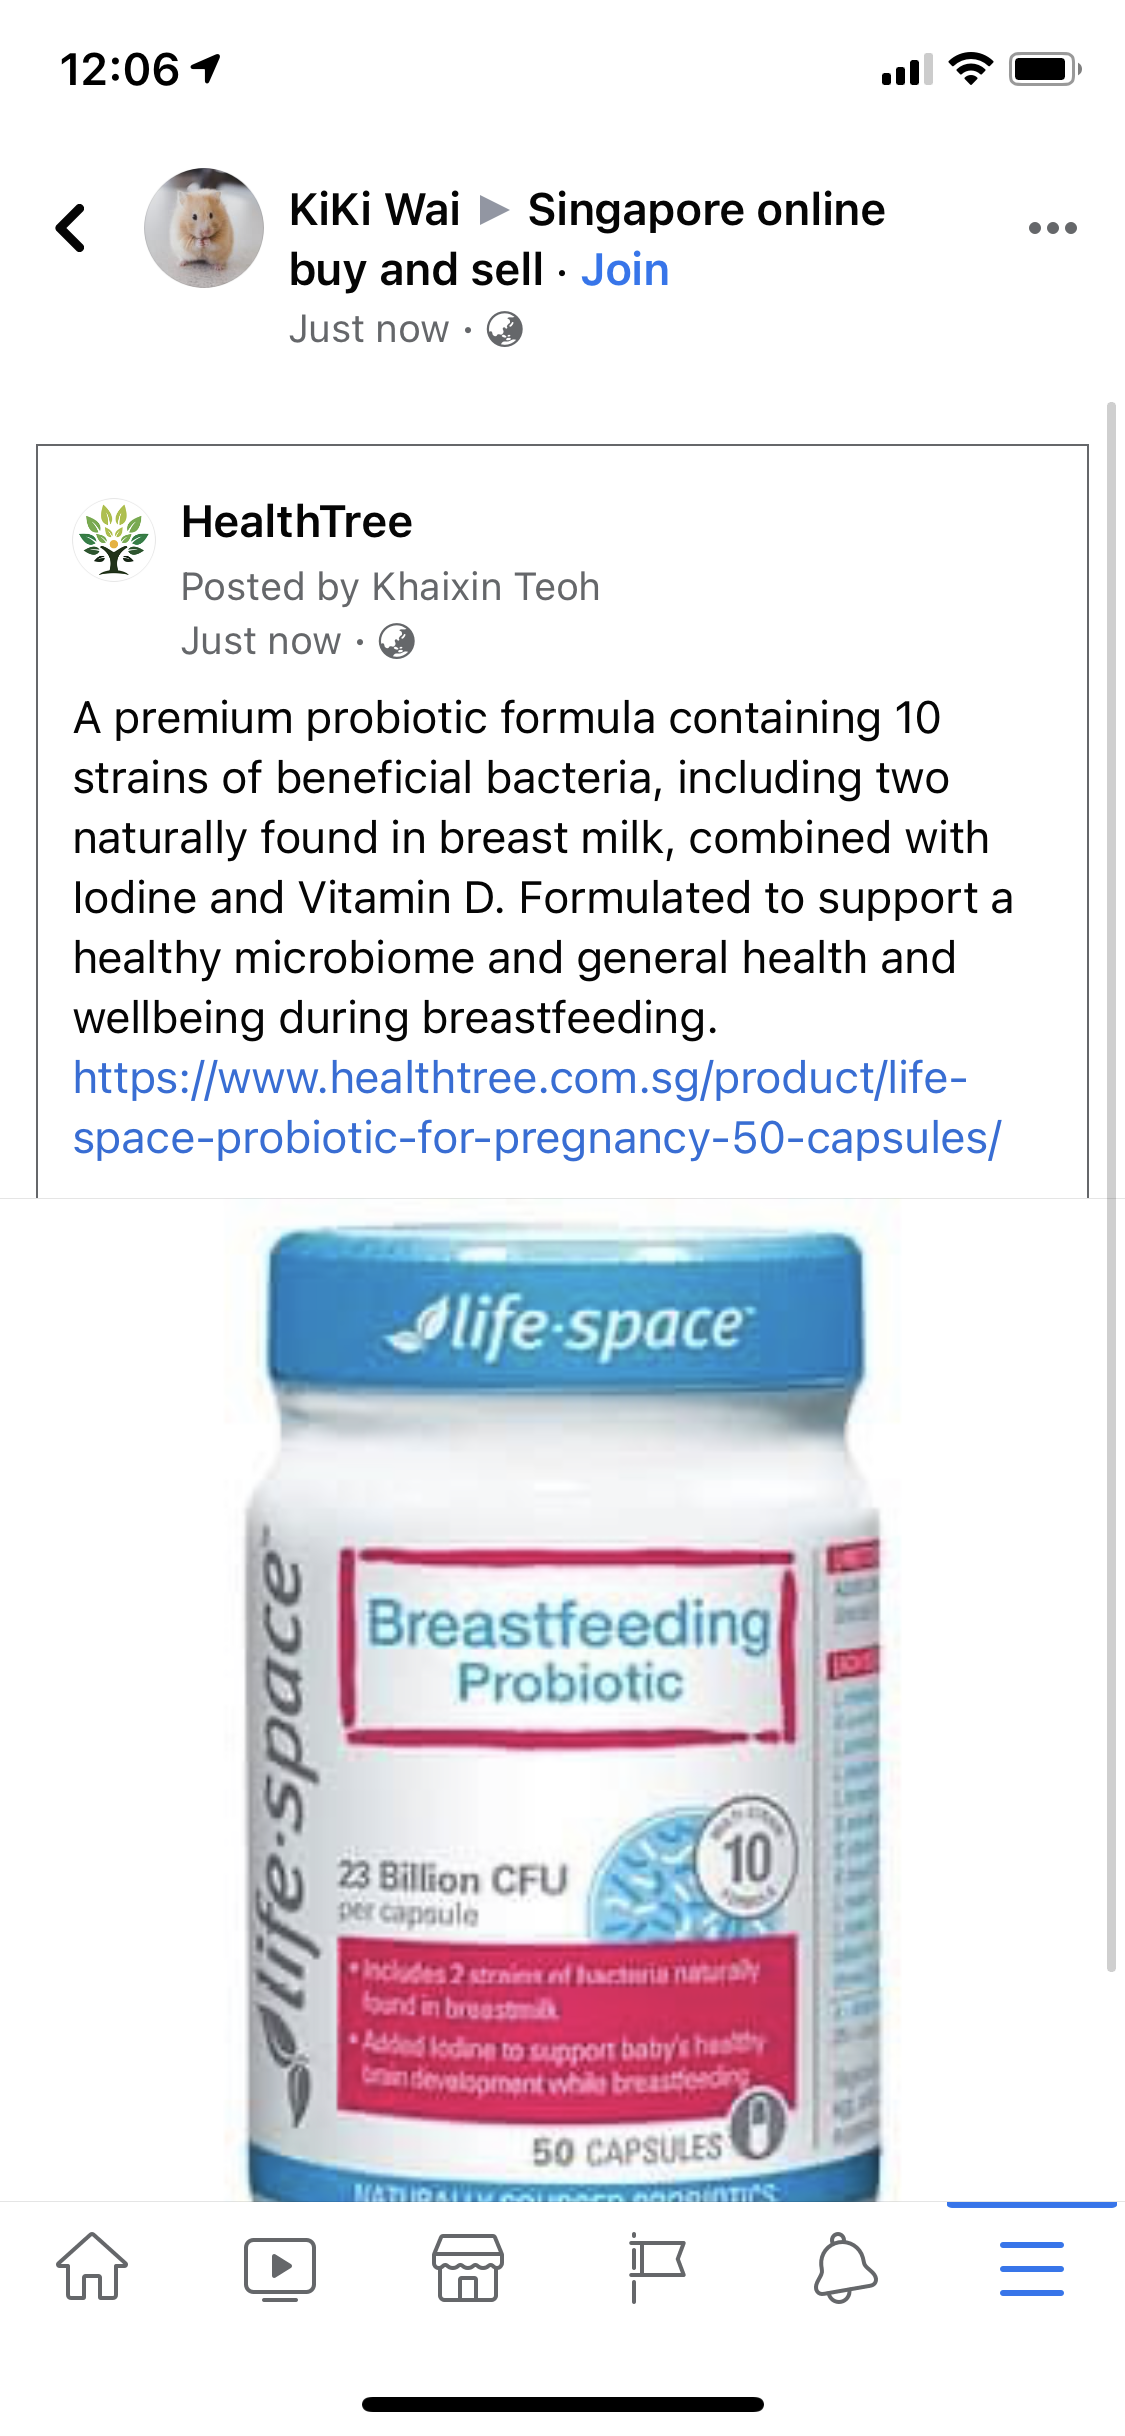 12:06
KiKi Wai ▶ Singapore online
buy and sell · Join
Just now ·
HealthTree
Posted by Khaixin Teoh
Just now ·
A premium probiotic formula containing 10
strains of beneficial bacteria, including two
naturally found in breast milk, combined with
Iodine and Vitamin D. Formulated to support a
healthy microbiome and general health and
wellbeing during breastfeeding.
https://www.healthtree.com.sg/product/life-
space-probiotic-for-pregnancy-50-capsules/
life·space™
life·space™
Breastfeeding
Probiotic
23 Billion CFU
per capsule
10
• Includes 2 strains of bacteria naturally
found in breastmilk
• Added Iodine to support baby's healthy
brain development while breastfeeding
50 CAPSULES
NATURALLY SOURCED PROBIOTICS